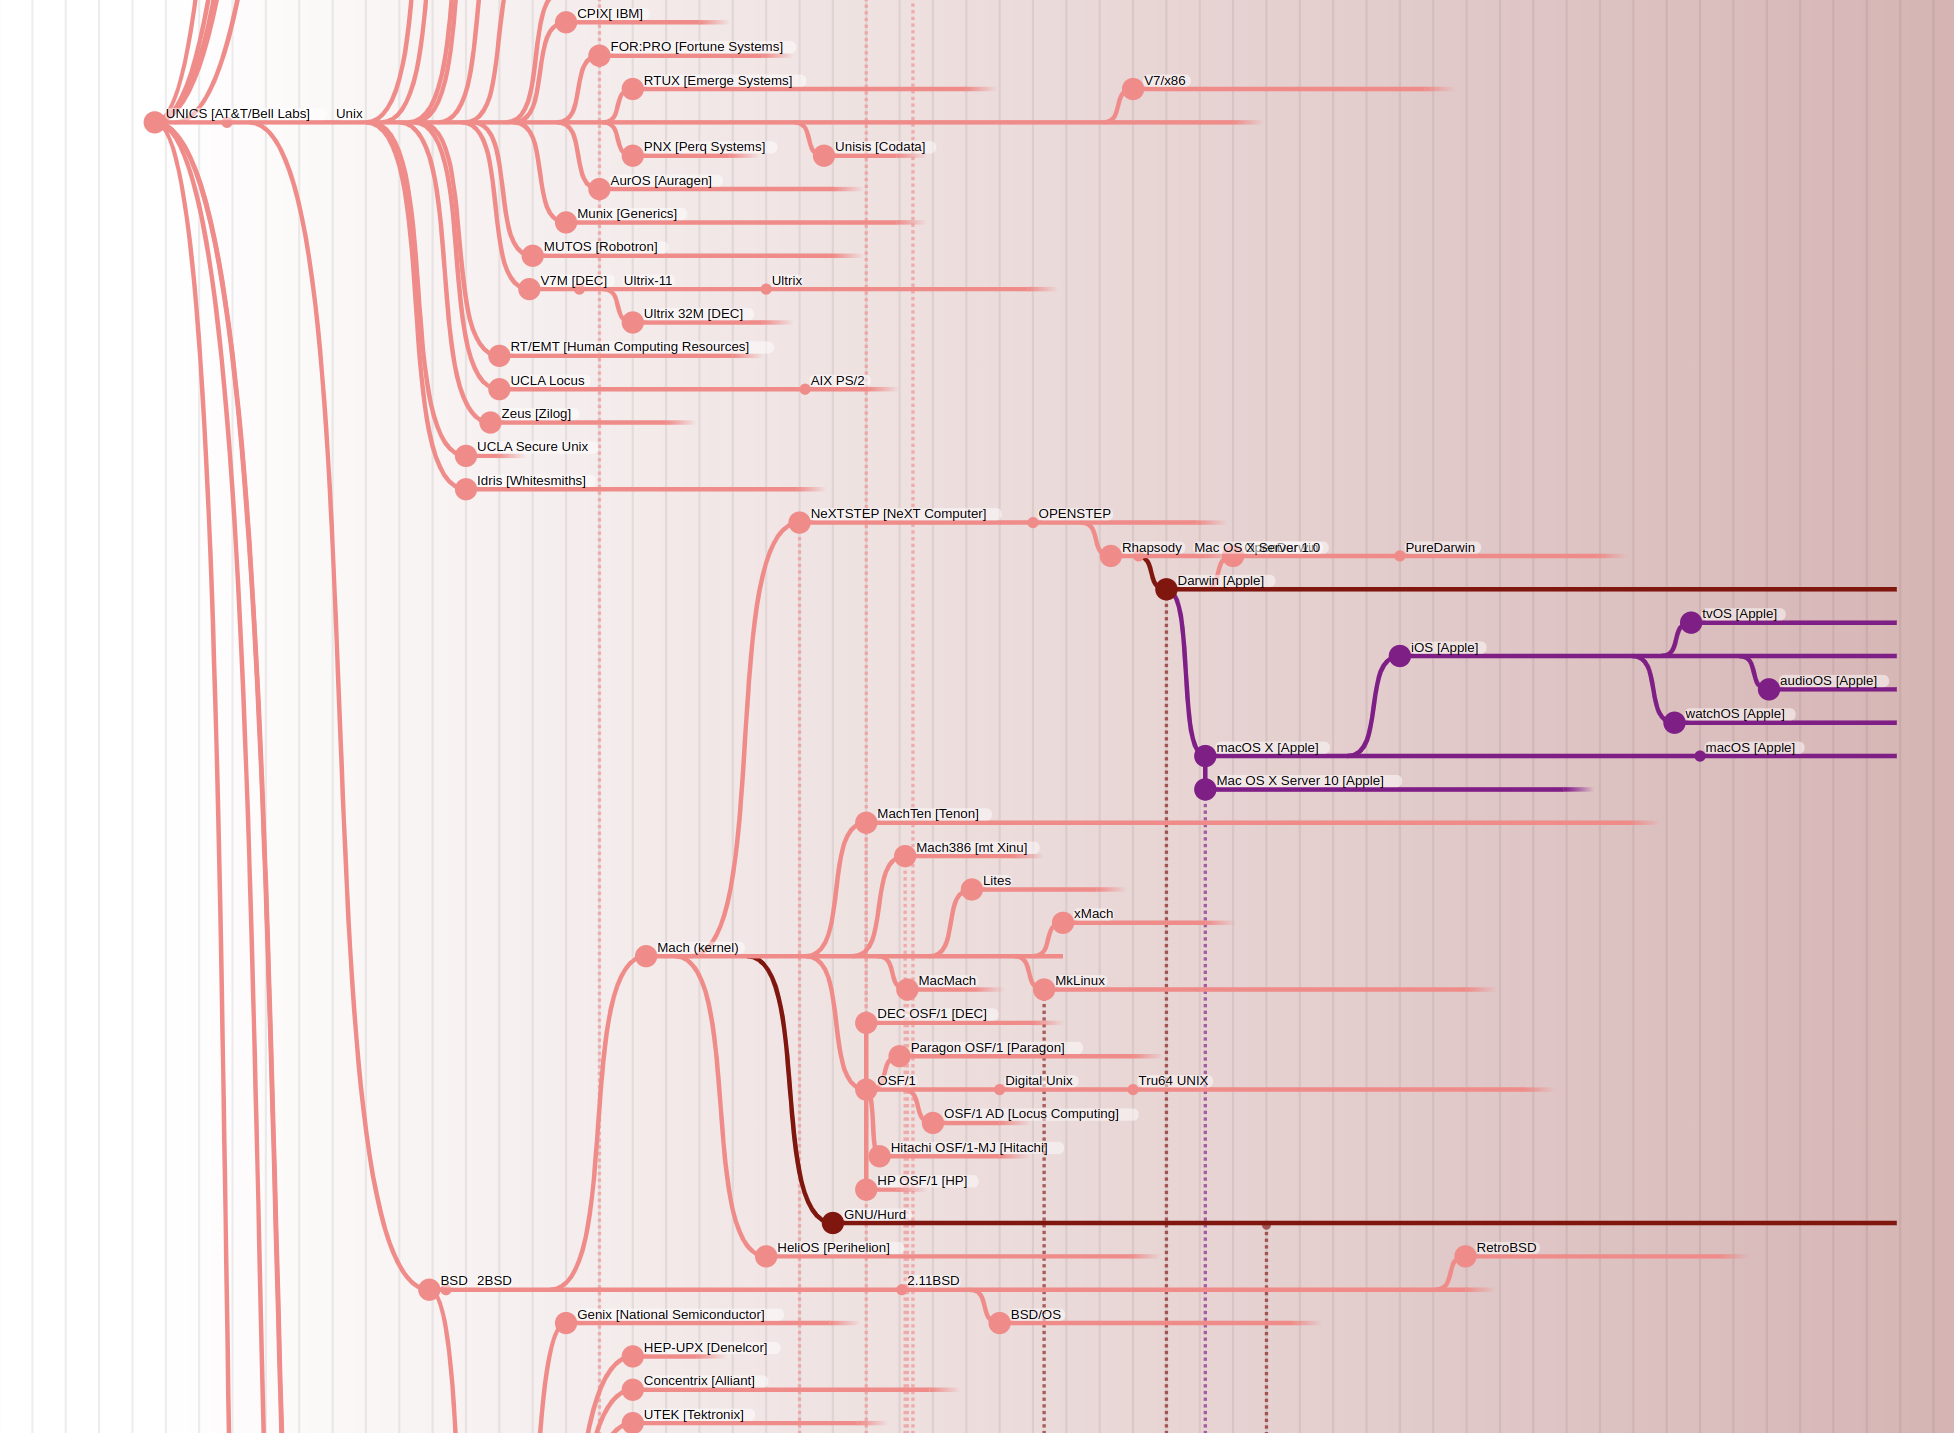 CPIX[ IBM]
FOR:PRO [Fortune Systems]
RTUX [Emerge Systems]
V7/x86
UNICS [AT&T/Bell Labs]
Unix
PNX [Perq Systems]
Unisis [Codata]
AurOS [Auragen]
Munix [Generics]
MUTOS [Robotron]
V7M [DEC]
Ultrix-11
Ultrix
Ultrix 32M [DEC]
RT/EMT [Human Computing Resources]
UCLA Locus
AIX PS/2
Zeus [Zilog]
UCLA Secure Unix
Idris [Whitesmiths]
NeXTSTEP [NeXT Computer]
OPENSTEP
Rhapsody
Mac OS X Server 1.0
PureDarwin
Darwin [Apple]
tvOS [Apple]
iOS [Apple]
audioOS [Apple]
watchOS [Apple]
macOS X [Apple]
macOS [Apple]
Mac OS X Server 10 [Apple]
MachTen [Tenon]
Mach386 [mt Xinu]
Lites
xMach
Mach (kernel)
MacMach
MkLinux
DEC OSF/1 [DEC]
Paragon OSF/1 [Paragon]
OSF/1
Digital Unix
Tru64 UNIX
OSF/1 AD [Locus Computing]
Hitachi OSF/1-MJ [Hitachi]
HP OSF/1 [HP]
GNU/Hurd
HeliOS [Perihelion]
RetroBSD
BSD
2BSD
2.11BSD
Genix [National Semiconductor]
BSD/OS
HEP-UPX [Denelcor]
Concentrix [Alliant]
UTEK [Tektronix]